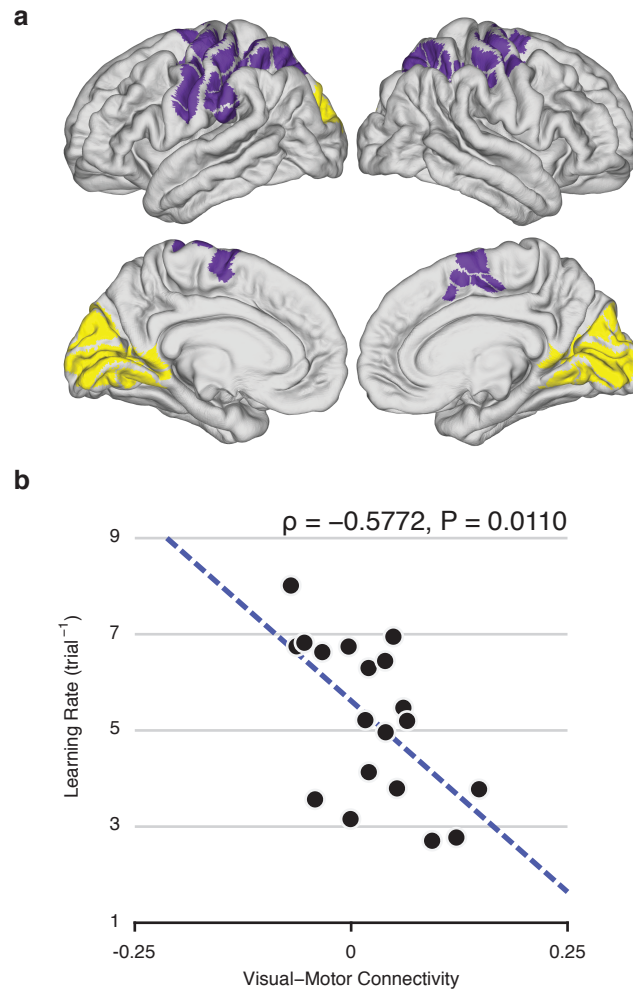 a
b
ρ = −0.5772, P = 0.0110
9
7
5
3
1
Learning Rate (trial⁻¹)
-0.25
0
0.25
Visual−Motor Connectivity